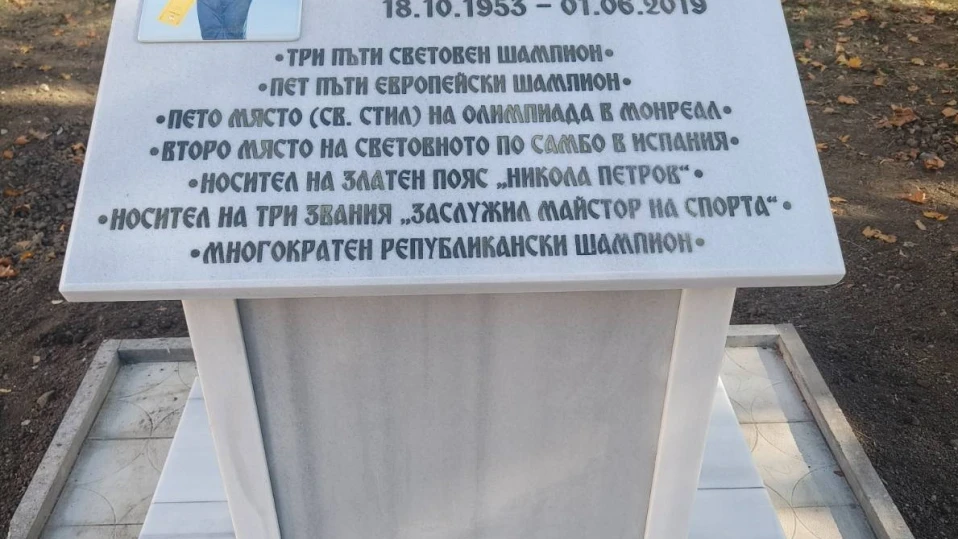 18.10.1953 – 01.06.2019
•ТРИ ПЪТИ СВЕТОВЕН ШАМПИОН•
•ПЕТ ПЪТИ ЕВРОПЕЙСКИ ШАМПИОН•
•ПЕТО МЯСТО (СВ. СТИЛ) НА ОЛИМПИАДА В МОНРЕАЛ•
•ВТОРО МЯСТО НА СВЕТОВНОТО ПО САМБО В ИСПАНИЯ•
•НОСИТЕЛ НА ЗЛАТЕН ПОЯС „НИКОЛА ПЕТРОВ“•
•НОСИТЕЛ НА ТРИ ЗВАНИЯ „ЗАСЛУЖИЛ МАЙСТОР НА СПОРТА“•
•МНОГОКРАТЕН РЕПУБЛИКАНСКИ ШАМПИОН•